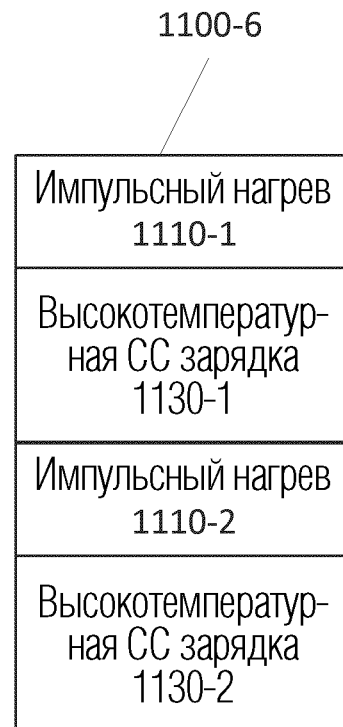 1100-6
Импульсный нагрев
1110-1
Высокотемператур-
ная СС зарядка
1130-1
Импульсный нагрев
1110-2
Высокотемператур-
ная СС зарядка
1130-2